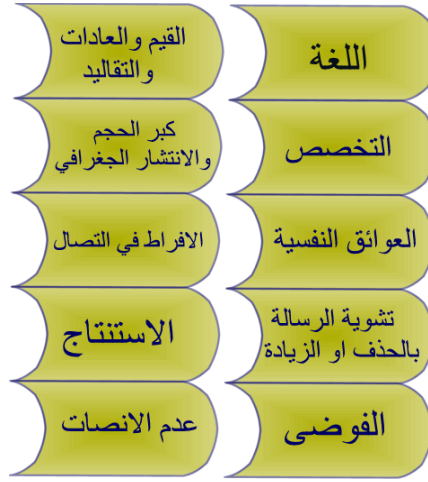 اللغة
القيم والعادات
والتقاليد
التخصص
كبر الحجم
والانتشار الجغرافي
العوائق النفسية
الافراط في التصال
تشوية الرسالة
بالحذف او الزيادة
الاستنتاج
الفوضى
عدم الانصات